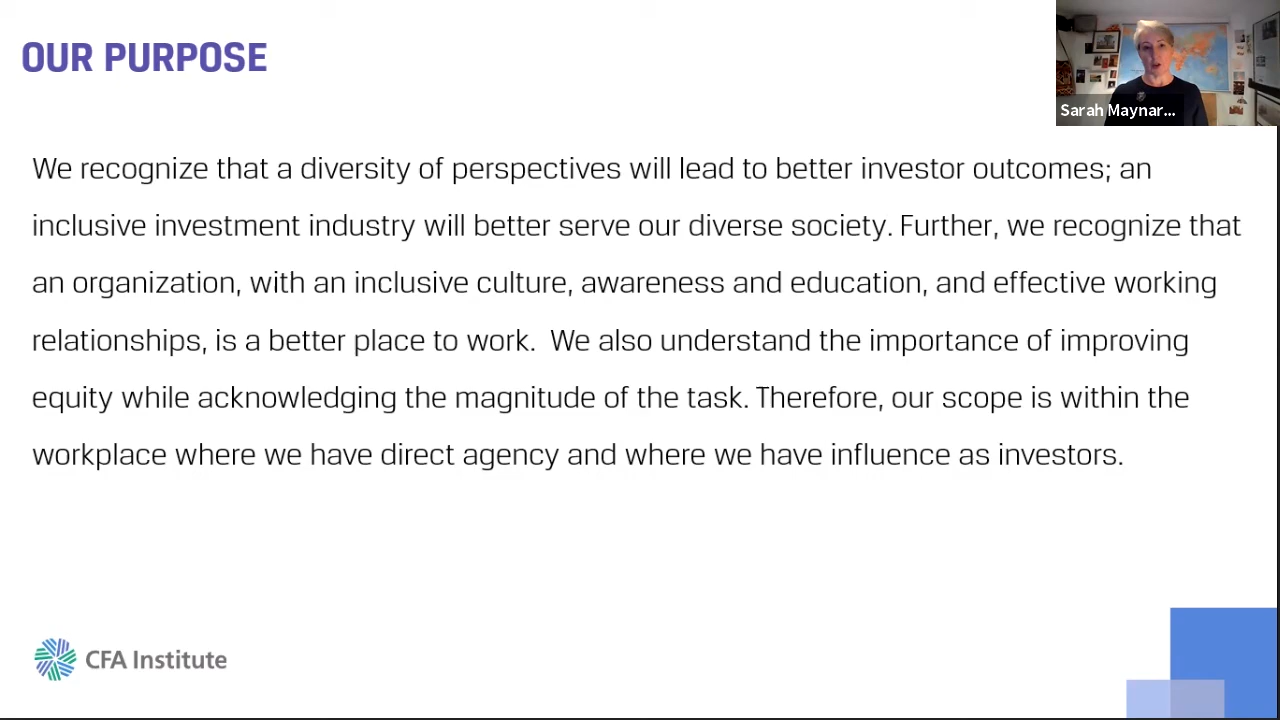 OUR PURPOSE
Sarah Maynar...
We recognize that a diversity of perspectives will lead to better investor outcomes; an
inclusive investment industry will better serve our diverse society. Further, we recognize that
an organization, with an inclusive culture, awareness and education, and effective working
relationships, is a better place to work.  We also understand the importance of improving
equity while acknowledging the magnitude of the task. Therefore, our scope is within the
workplace where we have direct agency and where we have influence as investors.
CFA Institute